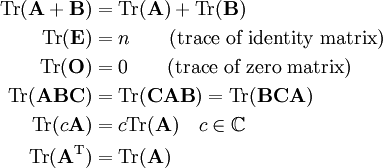 Tr(A + B) = Tr(A) + Tr(B)
Tr(E) = n (trace of identity matrix)
Tr(O) = 0 (trace of zero matrix)
Tr(ABC) = Tr(CAB) = Tr(BCA)
Tr(cA) = cTr(A) c ∈ ℂ
Tr(Aᵀ) = Tr(A)